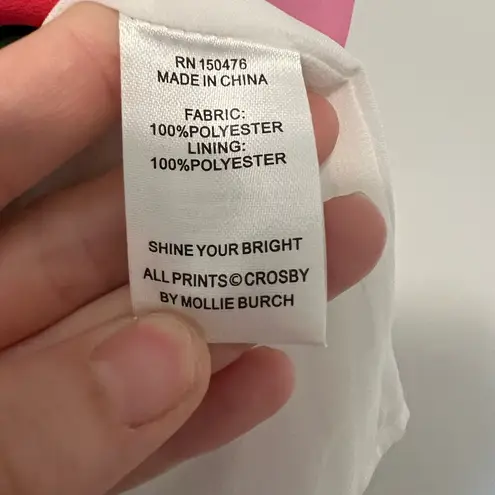 RN 150476
MADE IN CHINA
FABRIC:
100%POLYESTER
LINING:
100%POLYESTER
SHINE YOUR BRIGHT
ALL PRINTS©CROSBY
BY MOLLIE BURCH